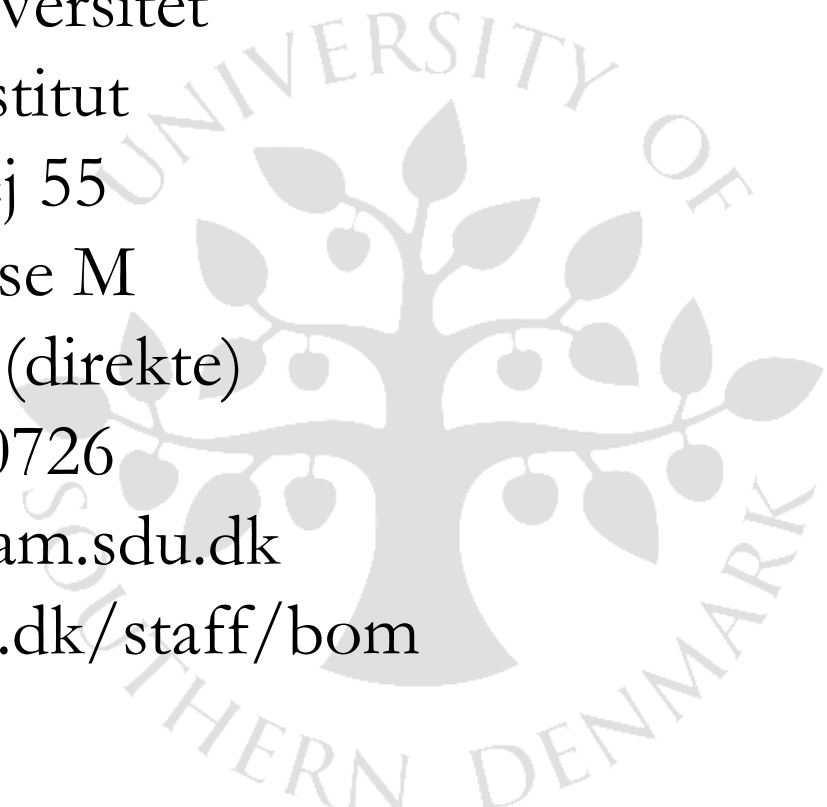 versitet
stitut
j 55
se M
(direkte)
0726
am.sdu.dk
.dk/staff/bom
UNIVERSITY OF
SOUTHERN DENMARK